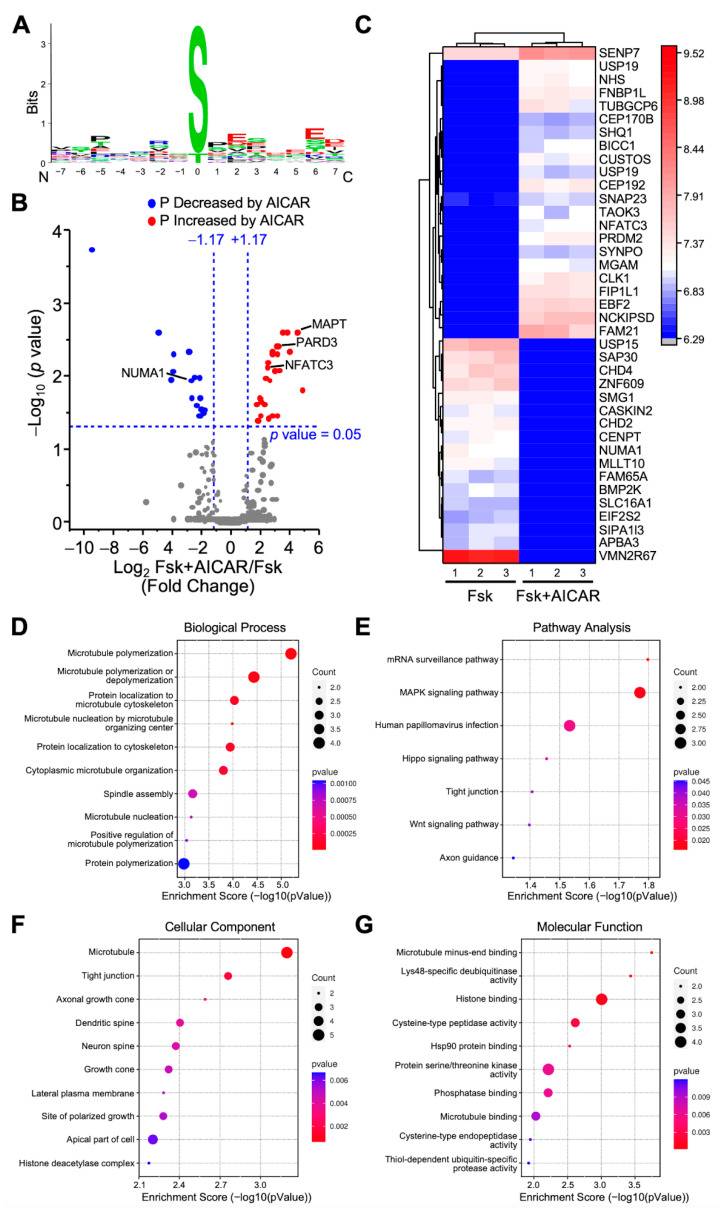 A
Bits
3
2
1
0
S
N
−7 −6 −5 −4 −3 −2 −1 0 1 2 3 4 5 6 7
C
B
P Decreased by AICAR
P Increased by AICAR
−1.17 +1.17
MAPT
PARD3
NFATC3
NUMA1
p value = 0.05
−Log10 (p value)
4
3
2
1
0
−10 −8 −6 −4 −2 0 2 4 6
Log2 Fsk+AICAR/Fsk
(Fold Change)
C
SENP7
USP19
NHS
FNBP1L
TUBGCP6
CEP170B
SHQ1
BICC1
CUSTOS
USP19
CEP192
SNAP23
TAOK3
NFATC3
PRDM2
SYNPO
MGAM
CLK1
FIP1L1
EBF2
NCKIPSD
FAM21
USP15
SAP30
CHD4
ZNF609
SMG1
CASKIN2
CHD2
CENPT
NUMA1
MLLT10
FAM65A
BMP2K
SLC16A1
EIF2S2
SIPA1I3
APBA3
VMN2R67
1 2 3 1 2 3
Fsk Fsk+AICAR
9.52
8.98
8.44
7.91
7.37
6.83
6.29
D
Biological Process
Microtubule polymerization
Microtubule polymerization or
depolymerization
Protein localization to
microtubule cytoskeleton
Microtubule nucleation by microtubule
organizing center
Protein localization to cytoskeleton
Cytoplasmic microtubule organization
Spindle assembly
Microtubule nucleation
Positive regulation of
microtubule polymerization
Protein polymerization
3.0 3.5 4.0 4.5 5.0
Enrichment Score (−log10(pValue))
Count
2.0
2.5
3.0
3.5
4.0
pvalue
0.00100
0.00075
0.00050
0.00025
E
Pathway Analysis
mRNA surveillance pathway
MAPK signaling pathway
Human papillomavirus infection
Hippo signaling pathway
Tight junction
Wnt signaling pathway
Axon guidance
1.4 1.5 1.6 1.7 1.8
Enrichment Score (−log10(pValue))
Count
2.00
2.25
2.50
2.75
3.00
pvalue
0.045
0.040
0.035
0.030
0.025
0.020
F
Cellular Component
Microtubule
Tight junction
Axonal growth cone
Dendritic spine
Neuron spine
Growth cone
Lateral plasma membrane
Site of polarized growth
Apical part of cell
Histone deacetylase complex
2.1 2.4 2.7 3.0
Enrichment Score (−log10(pValue))
Count
2
3
4
5
pvalue
0.006
0.004
0.002
G
Molecular Function
Microtubule minus-end binding
Lys48-specific deubiquitinase
activity
Histone binding
Cysteine-type peptidase activity
Hsp90 protein binding
Protein serine/threonine kinase
activity
Phosphatase binding
Microtubule binding
Cysterine-type endopeptidase
activity
Thiol-dependent ubiquitin-specific
protease activity
2.0 2.5 3.0 3.5
Enrichment Score (−log10(pValue))
Count
2.0
2.5
3.0
3.5
4.0
pvalue
0.009
0.006
0.003